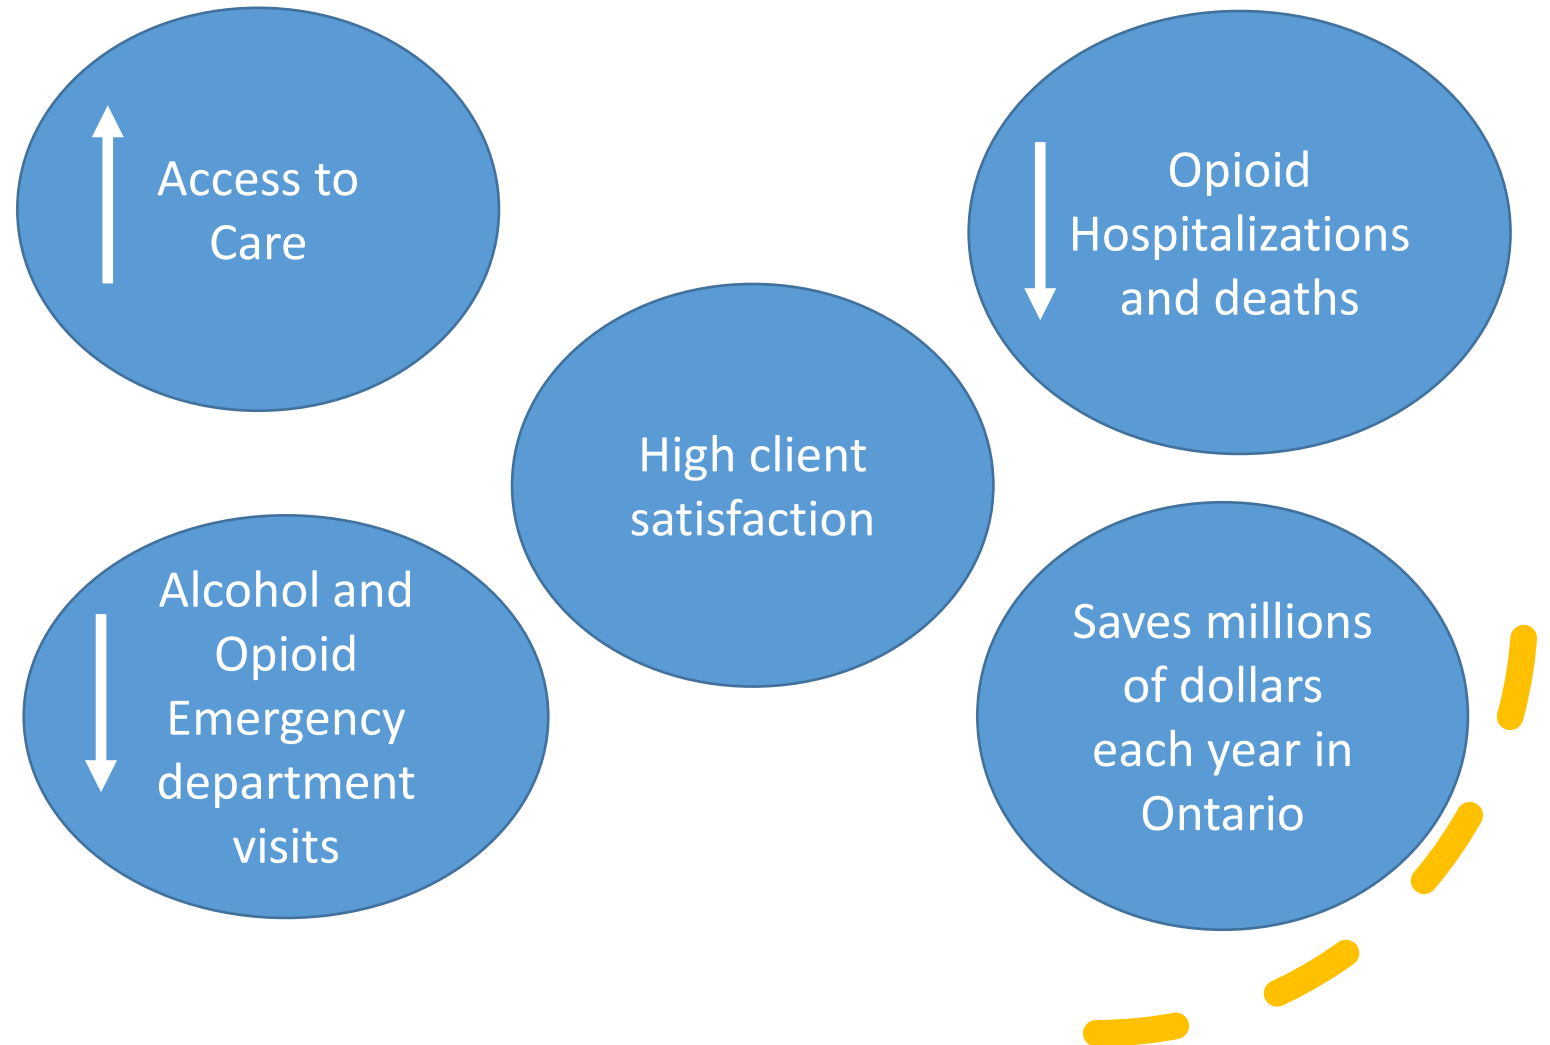 Access to
Care
Opioid
Hospitalizations
and deaths
High client
satisfaction
Alcohol and
Opioid
Emergency
department
visits
Saves millions
of dollars
each year in
Ontario